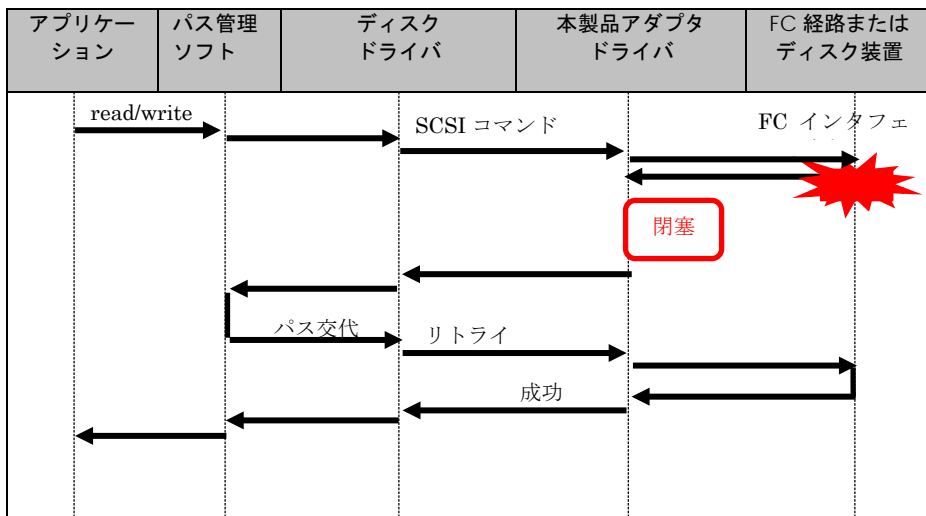 アプリケー
ション
パス管理
ソフト
ディスク
ドライバ
本製品アダプタ
ドライバ
FC 経路または
ディスク装置
read/write
SCSI コマンド
FC インタフェ
閉塞
パス交代
リトライ
成功